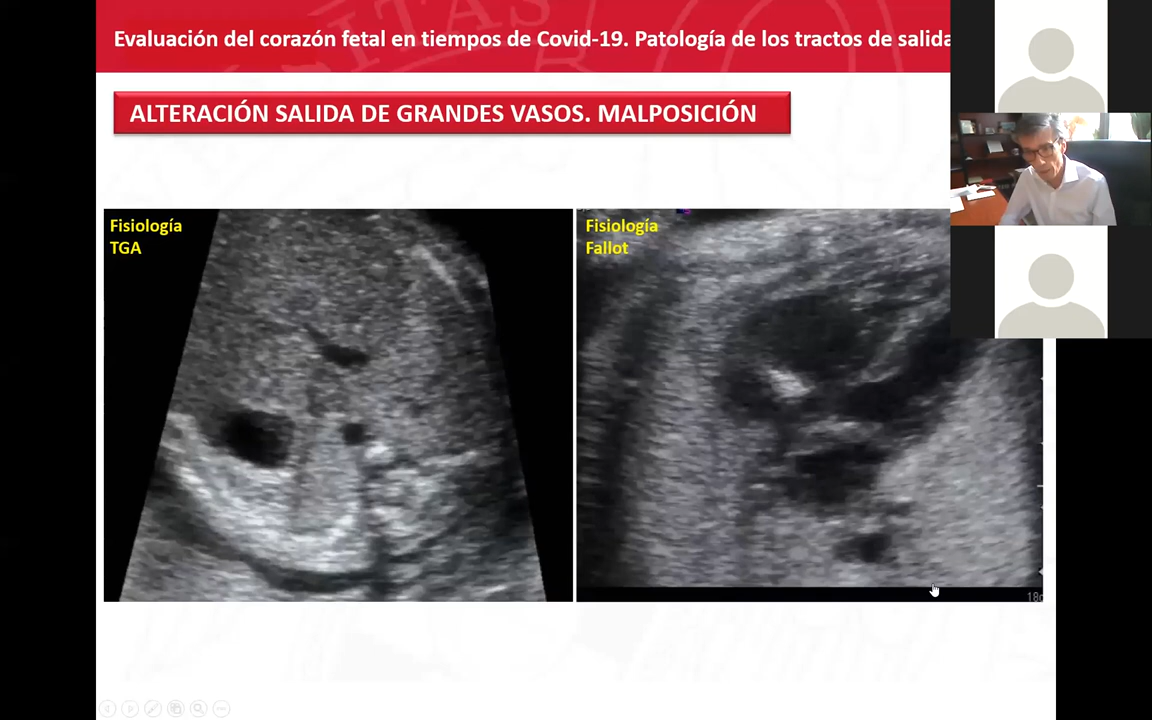 Evaluación del corazón fetal en tiempos de Covid-19. Patología de los tractos de salida
ALTERACIÓN SALIDA DE GRANDES VASOS. MALPOSICIÓN
Fisiología
TGA
Fisiología
Fallot